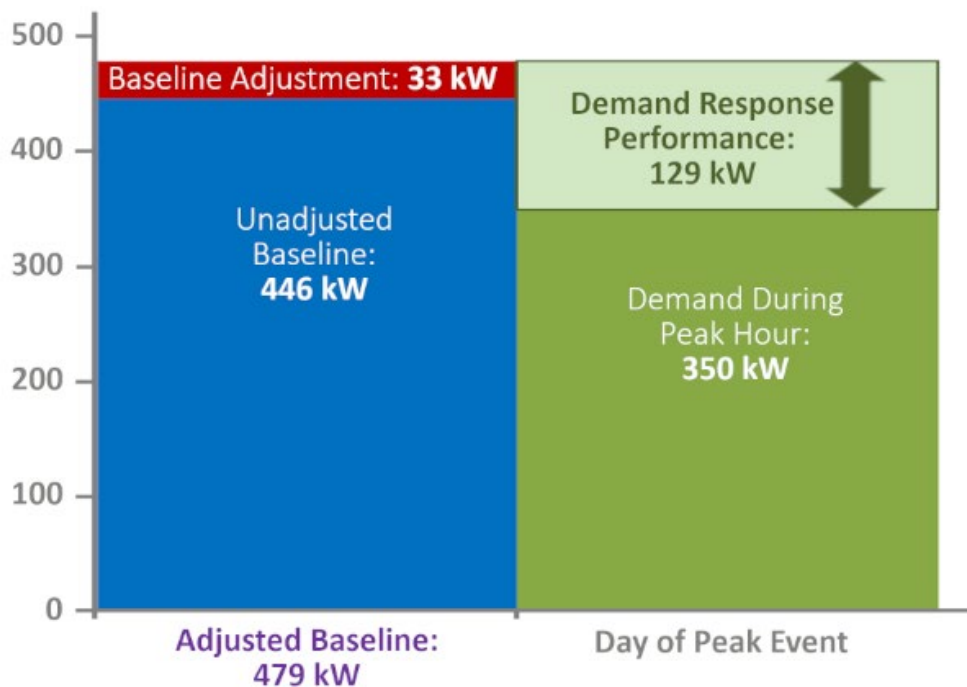 500
400
300
200
100
0
Baseline Adjustment: 33 kW
Unadjusted
Baseline:
446 kW
Demand Response
Performance:
129 kW
Demand During
Peak Hour:
350 kW
Adjusted Baseline:
479 kW
Day of Peak Event